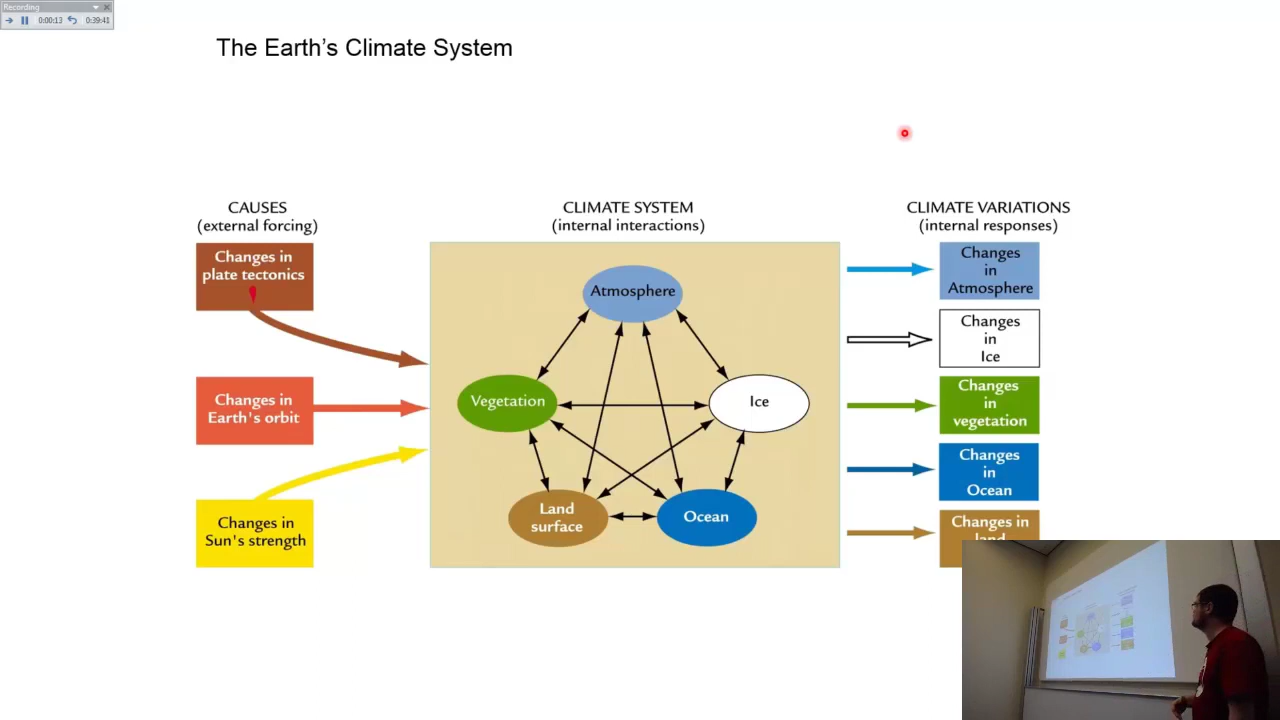 Recording
0:00:13
0:39:41
The Earth's Climate System
CAUSES
(external forcing)
Changes in
plate tectonics
Changes in
Earth's orbit
Changes in
Sun's strength
CLIMATE SYSTEM
(internal interactions)
Atmosphere
Vegetation
Ice
Land
surface
Ocean
CLIMATE VARIATIONS
(internal responses)
Changes
in
Atmosphere
Changes
in
Ice
Changes
in
vegetation
Changes
in
Ocean
Changes in
land